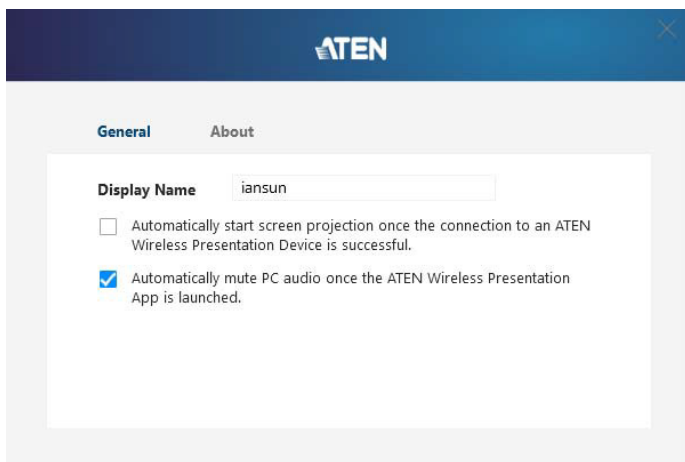 ATEN
General About
Display Name iansun
Automatically start screen projection once the connection to an ATEN
Wireless Presentation Device is successful.
Automatically mute PC audio once the ATEN Wireless Presentation
App is launched.